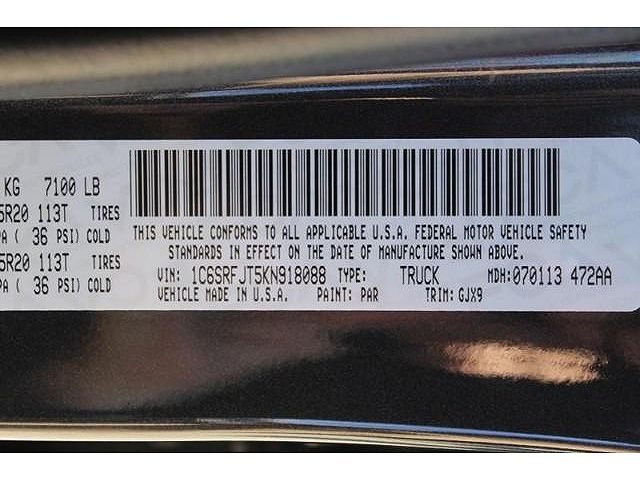 KG 7100 LB
5R20 113T TIRES
PA ( 36 PSI) COLD
5R20 113T TIRES
PA ( 36 PSI) COLD
THIS VEHICLE CONFORMS TO ALL APPLICABLE U.S.A. FEDERAL MOTOR VEHICLE SAFETY
STANDARDS IN EFFECT ON THE DATE OF MANUFACTURE SHOWN ABOVE.
VIN: 1C6SRFJT5KN918088 TYPE: TRUCK MDH: 070113 472AA
VEHICLE MADE IN U.S.A. PAINT: PAR TRIM: GJX9